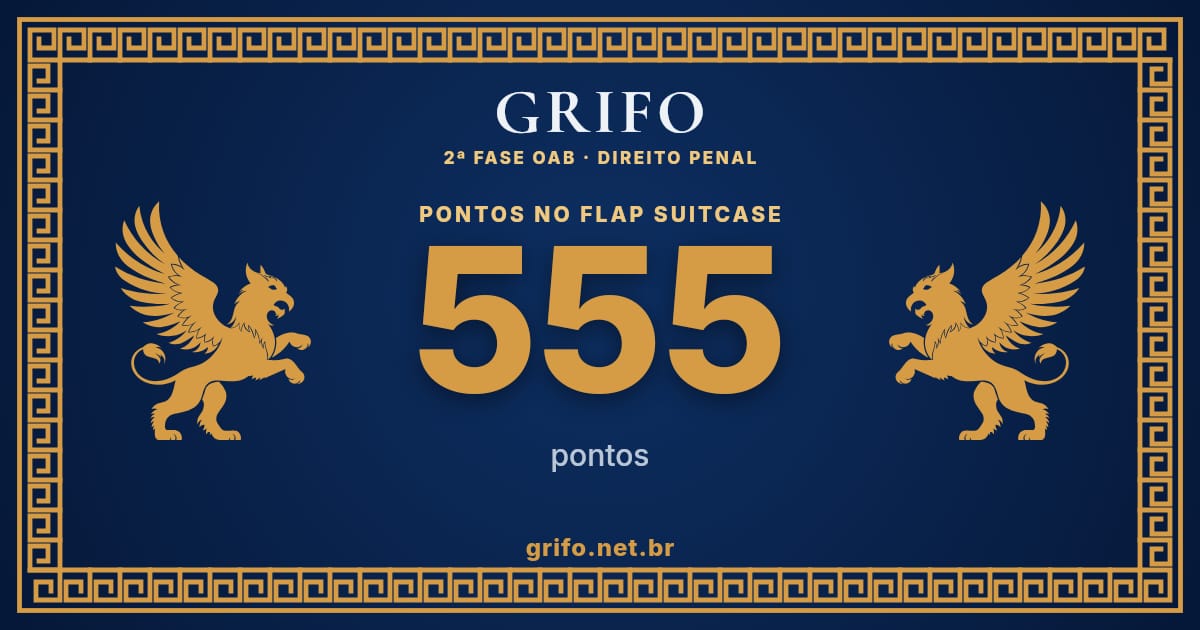 GRIFO
2ª FASE OAB · DIREITO PENAL
PONTOS NO FLAP SUITCASE
555
pontos
grifo.net.br